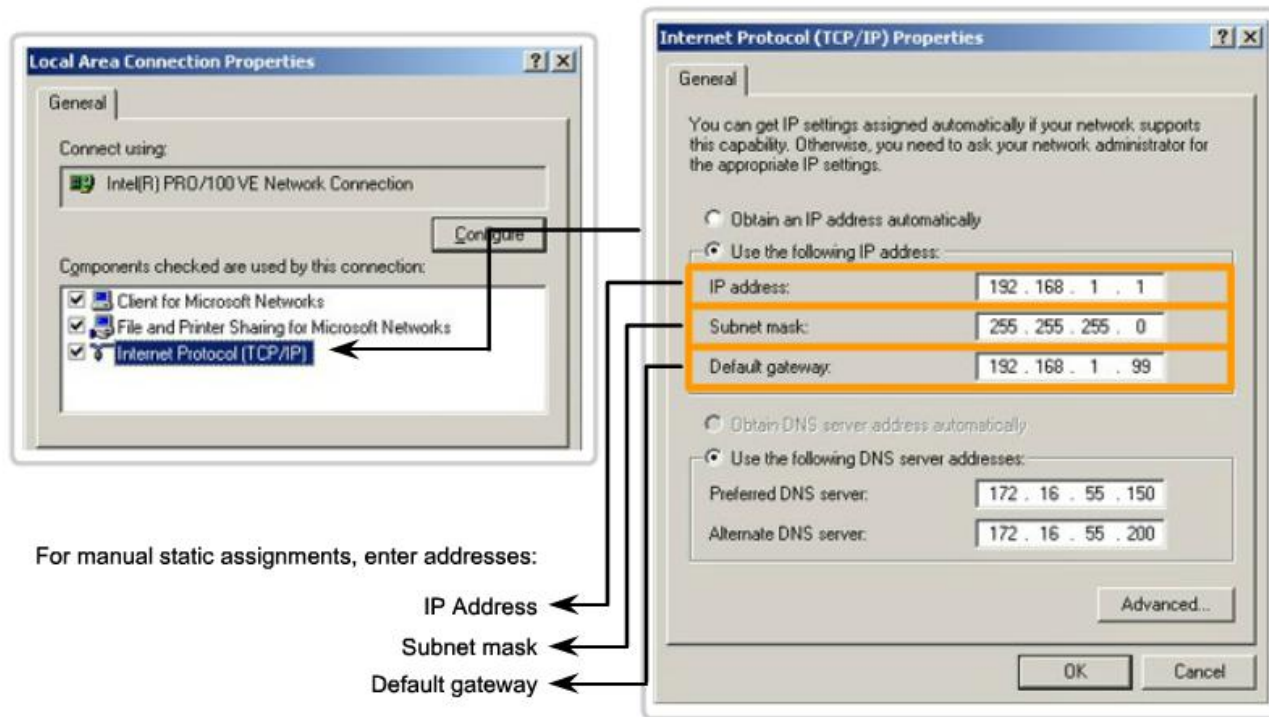 Local Area Connection Properties
General
Connect using:
Intel(R) PRO/100 VE Network Connection
Configure
Components checked are used by this connection:
Client for Microsoft Networks
File and Printer Sharing for Microsoft Networks
Internet Protocol (TCP/IP)
For manual static assignments, enter addresses:
IP Address
Subnet mask
Default gateway
Internet Protocol (TCP/IP) Properties
General
You can get IP settings assigned automatically if your network supports
this capability. Otherwise, you need to ask your network administrator for
the appropriate IP settings.
Obtain an IP address automatically
Use the following IP address:
IP address: 192 . 168 . 1 . 1
Subnet mask: 255 . 255 . 255 . 0
Default gateway: 192 . 168 . 1 . 99
Obtain DNS server address automatically
Use the following DNS server addresses:
Preferred DNS server: 172 . 16 . 55 . 150
Alternate DNS server: 172 . 16 . 55 . 200
Advanced...
OK Cancel